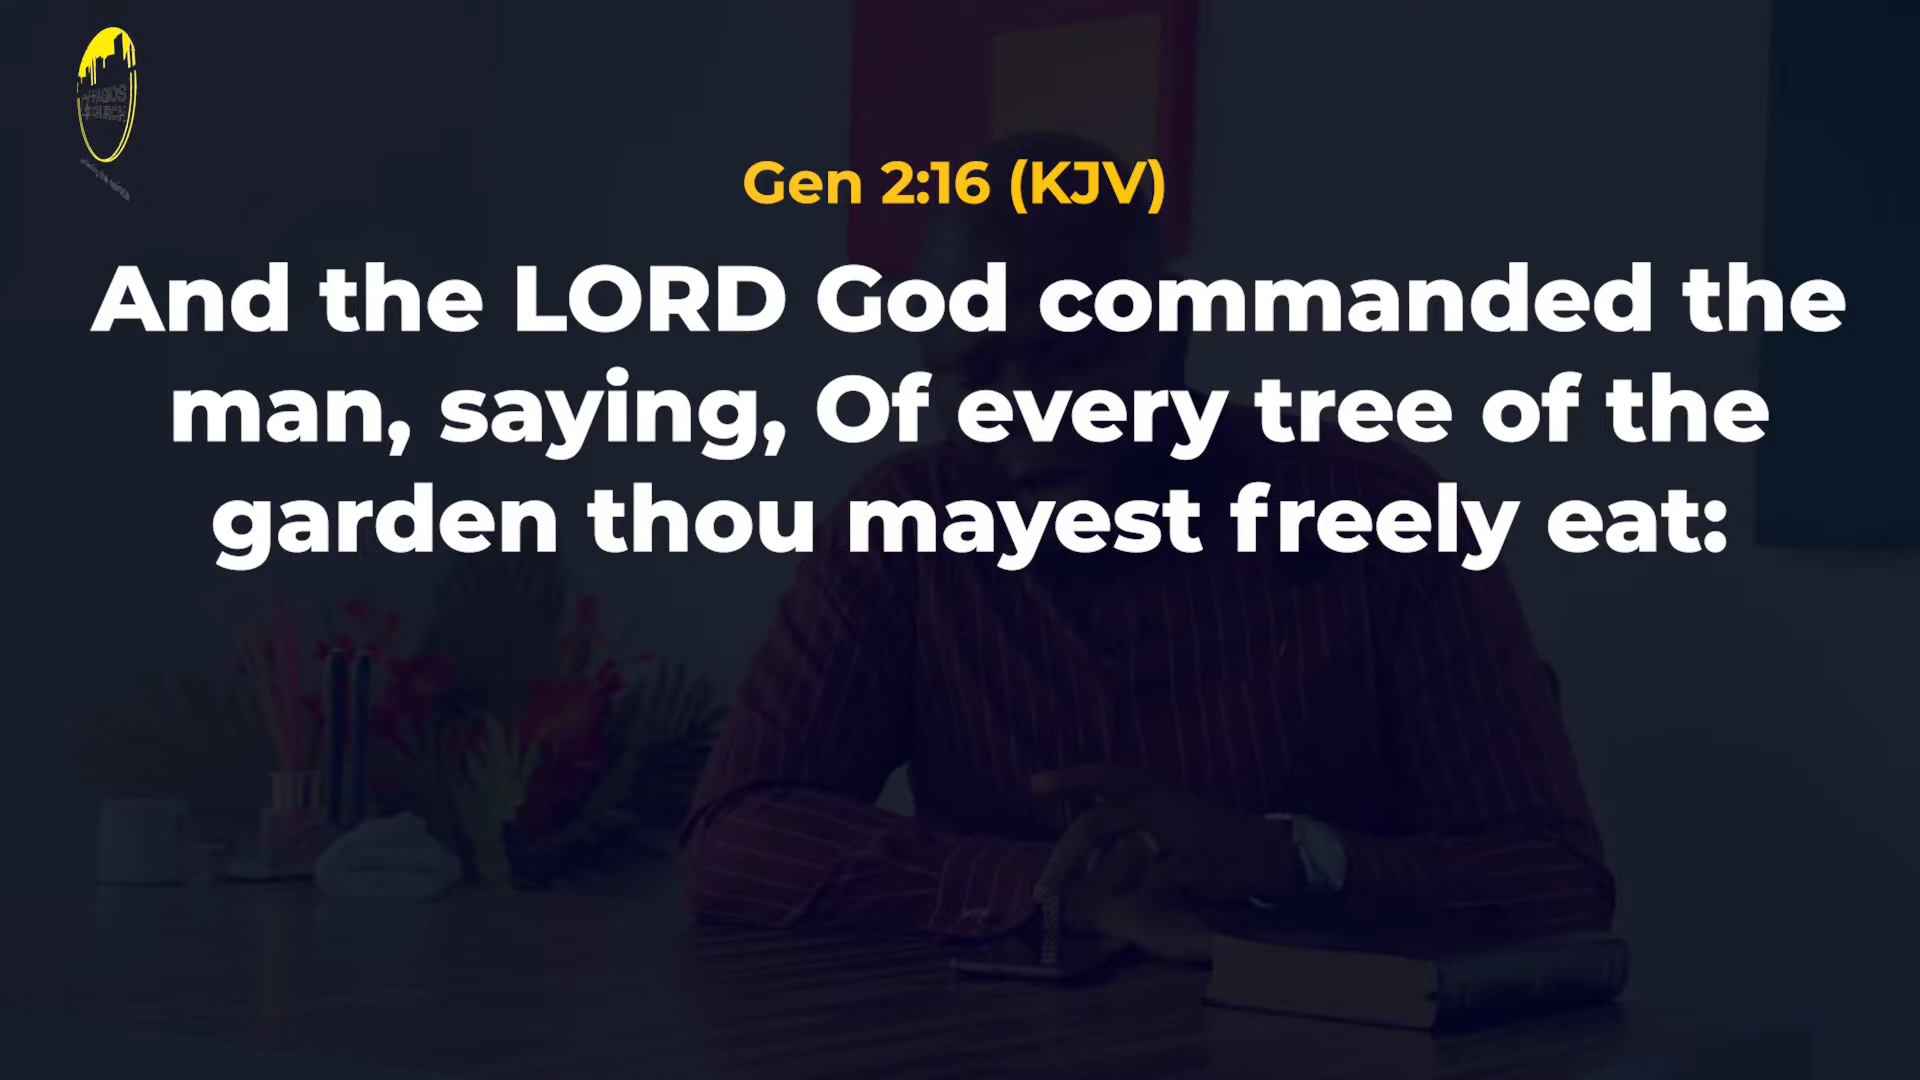 Gen 2:16 (KJV)
And the LORD God commanded the
man, saying, Of every tree of the
garden thou mayest freely eat:
CHURCH